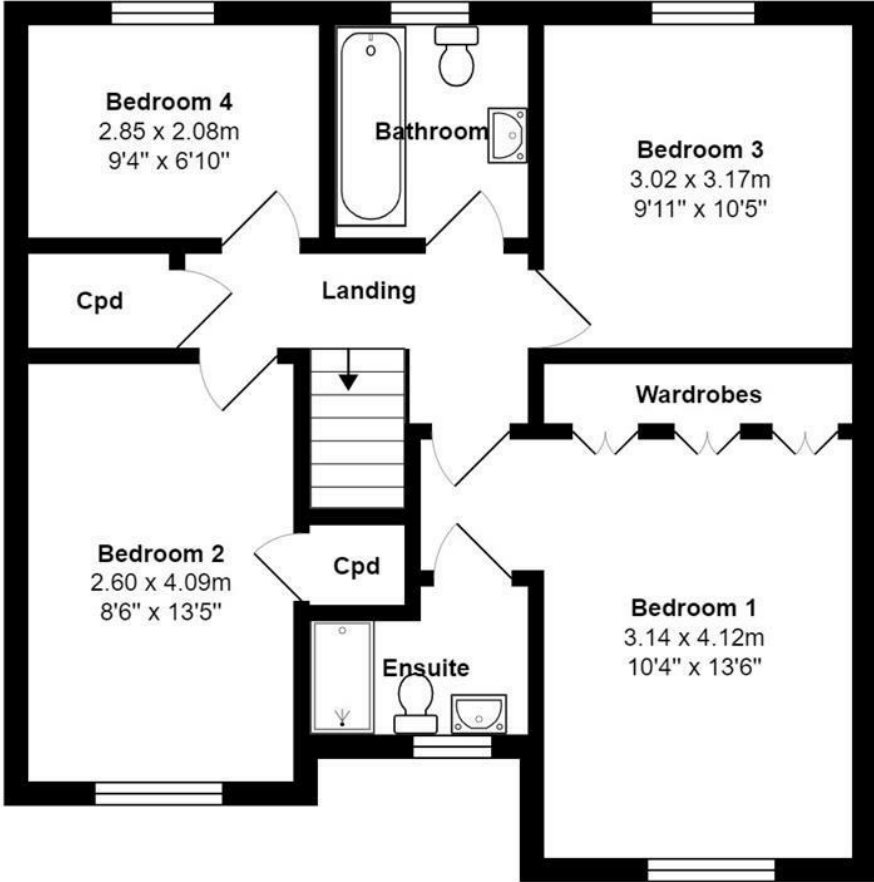 Bedroom 4
2.85 x 2.08m
9'4" x 6'10"
Bathroom
Bedroom 3
3.02 x 3.17m
9'11" x 10'5"
Cpd
Landing
Wardrobes
Bedroom 2
2.60 x 4.09m
8'6" x 13'5"
Cpd
Bedroom 1
3.14 x 4.12m
10'4" x 13'6"
Ensuite